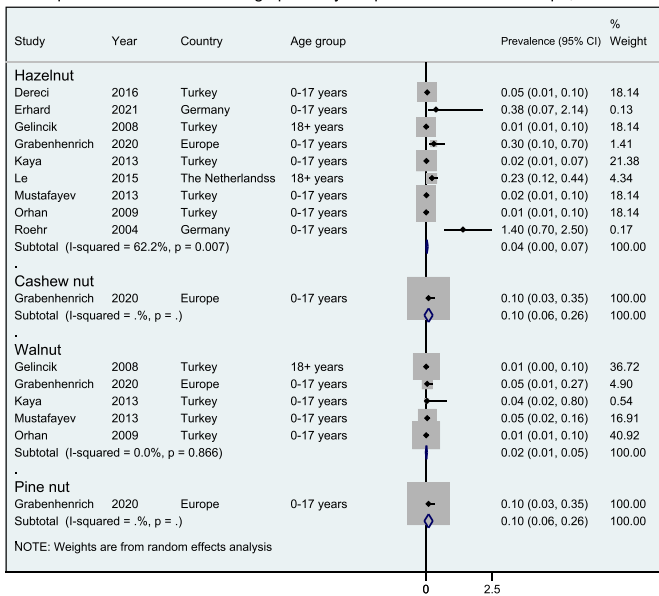 %
Study Year Country Age group Prevalence (95% CI) Weight
Hazelnut
Dereci 2016 Turkey 0-17 years 0.05 (0.01, 0.10) 18.14
Erhard 2021 Germany 0-17 years 0.38 (0.07, 2.14) 0.13
Gelincik 2008 Turkey 18+ years 0.01 (0.01, 0.10) 18.14
Grabenhenrich 2020 Europe 0-17 years 0.30 (0.10, 0.70) 1.41
Kaya 2013 Turkey 0-17 years 0.02 (0.01, 0.07) 21.38
Le 2015 The Netherlandss 18+ years 0.23 (0.12, 0.44) 4.34
Mustafayev 2013 Turkey 0-17 years 0.02 (0.01, 0.10) 18.14
Orhan 2009 Turkey 0-17 years 0.01 (0.01, 0.10) 18.14
Roehr 2004 Germany 0-17 years 1.40 (0.70, 2.50) 0.17
Subtotal (I-squared = 62.2%, p = 0.007) 0.04 (0.00, 0.07) 100.00
.
Cashew nut
Grabenhenrich 2020 Europe 0-17 years 0.10 (0.03, 0.35) 100.00
Subtotal (I-squared = .%, p = .) 0.10 (0.06, 0.26) 100.00
.
Walnut
Gelincik 2008 Turkey 18+ years 0.01 (0.00, 0.10) 36.72
Grabenhenrich 2020 Europe 0-17 years 0.05 (0.01, 0.27) 4.90
Kaya 2013 Turkey 0-17 years 0.04 (0.02, 0.80) 0.54
Mustafayev 2013 Turkey 0-17 years 0.05 (0.02, 0.16) 16.91
Orhan 2009 Turkey 0-17 years 0.01 (0.01, 0.10) 40.92
Subtotal (I-squared = 0.0%, p = 0.866) 0.02 (0.01, 0.05) 100.00
.
Pine nut
Grabenhenrich 2020 Europe 0-17 years 0.10 (0.03, 0.35) 100.00
Subtotal (I-squared = .%, p = .) 0.10 (0.06, 0.26) 100.00
NOTE: Weights are from random effects analysis
0 2.5